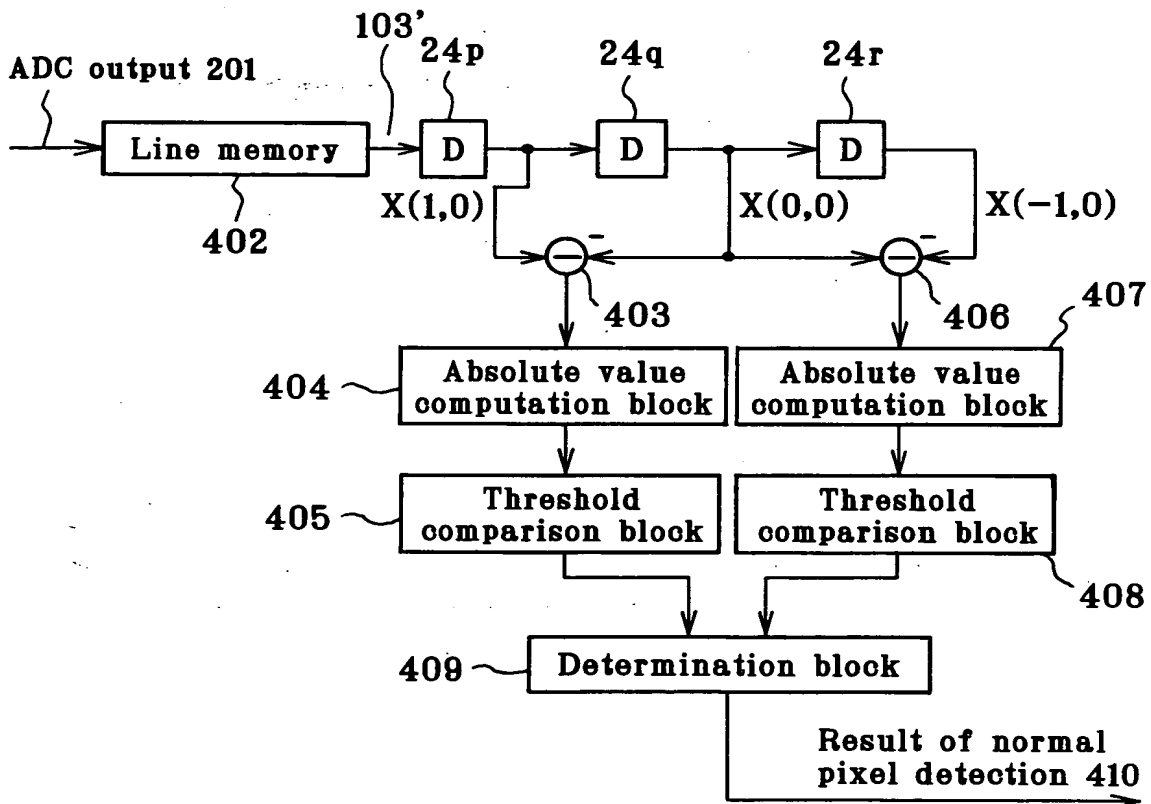 103'
24p
24q
24r
ADC output 201
Line memory
D
D
D
402
X(1,0)
X(0,0)
X(-1,0)
-
-
−
−
403
406
407
404
Absolute value
computation block
Absolute value
computation block
405
Threshold
comparison block
Threshold
comparison block
408
409
Determination block
Result of normal
pixel detection 410